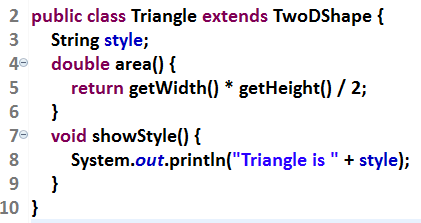 2 public class Triangle extends TwoDShape {
3 String style;
4 double area() {
5 return getWidth() * getHeight() / 2;
6 }
7 void showStyle() {
8 System.out.println("Triangle is " + style);
9 }
10 }